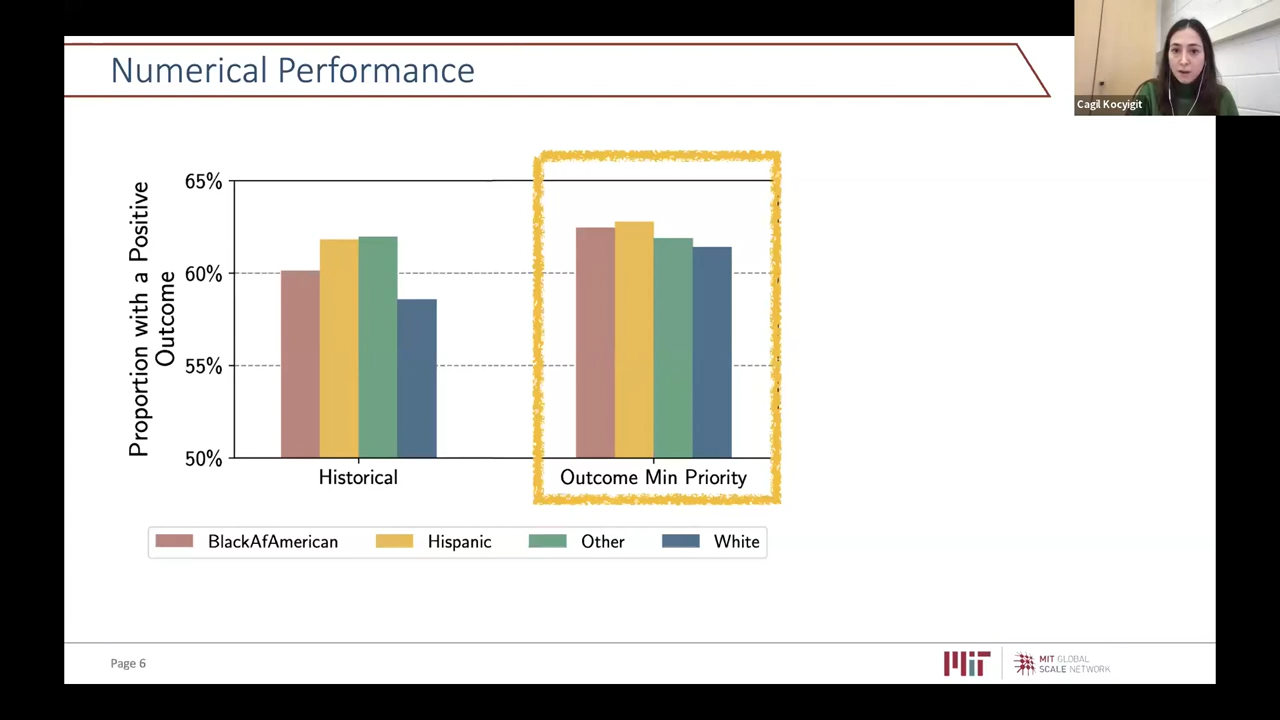 Numerical Performance
Cagil Kocyigit
Proportion with a Positive
Outcome
65%
60%
55%
50%
Historical
Outcome Min Priority
BlackAfAmerican
Hispanic
Other
White
Page 6
MIT
MIT GLOBAL
SCALE NETWORK